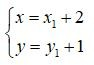 x = x₁ + 2
y = y₁ + 1